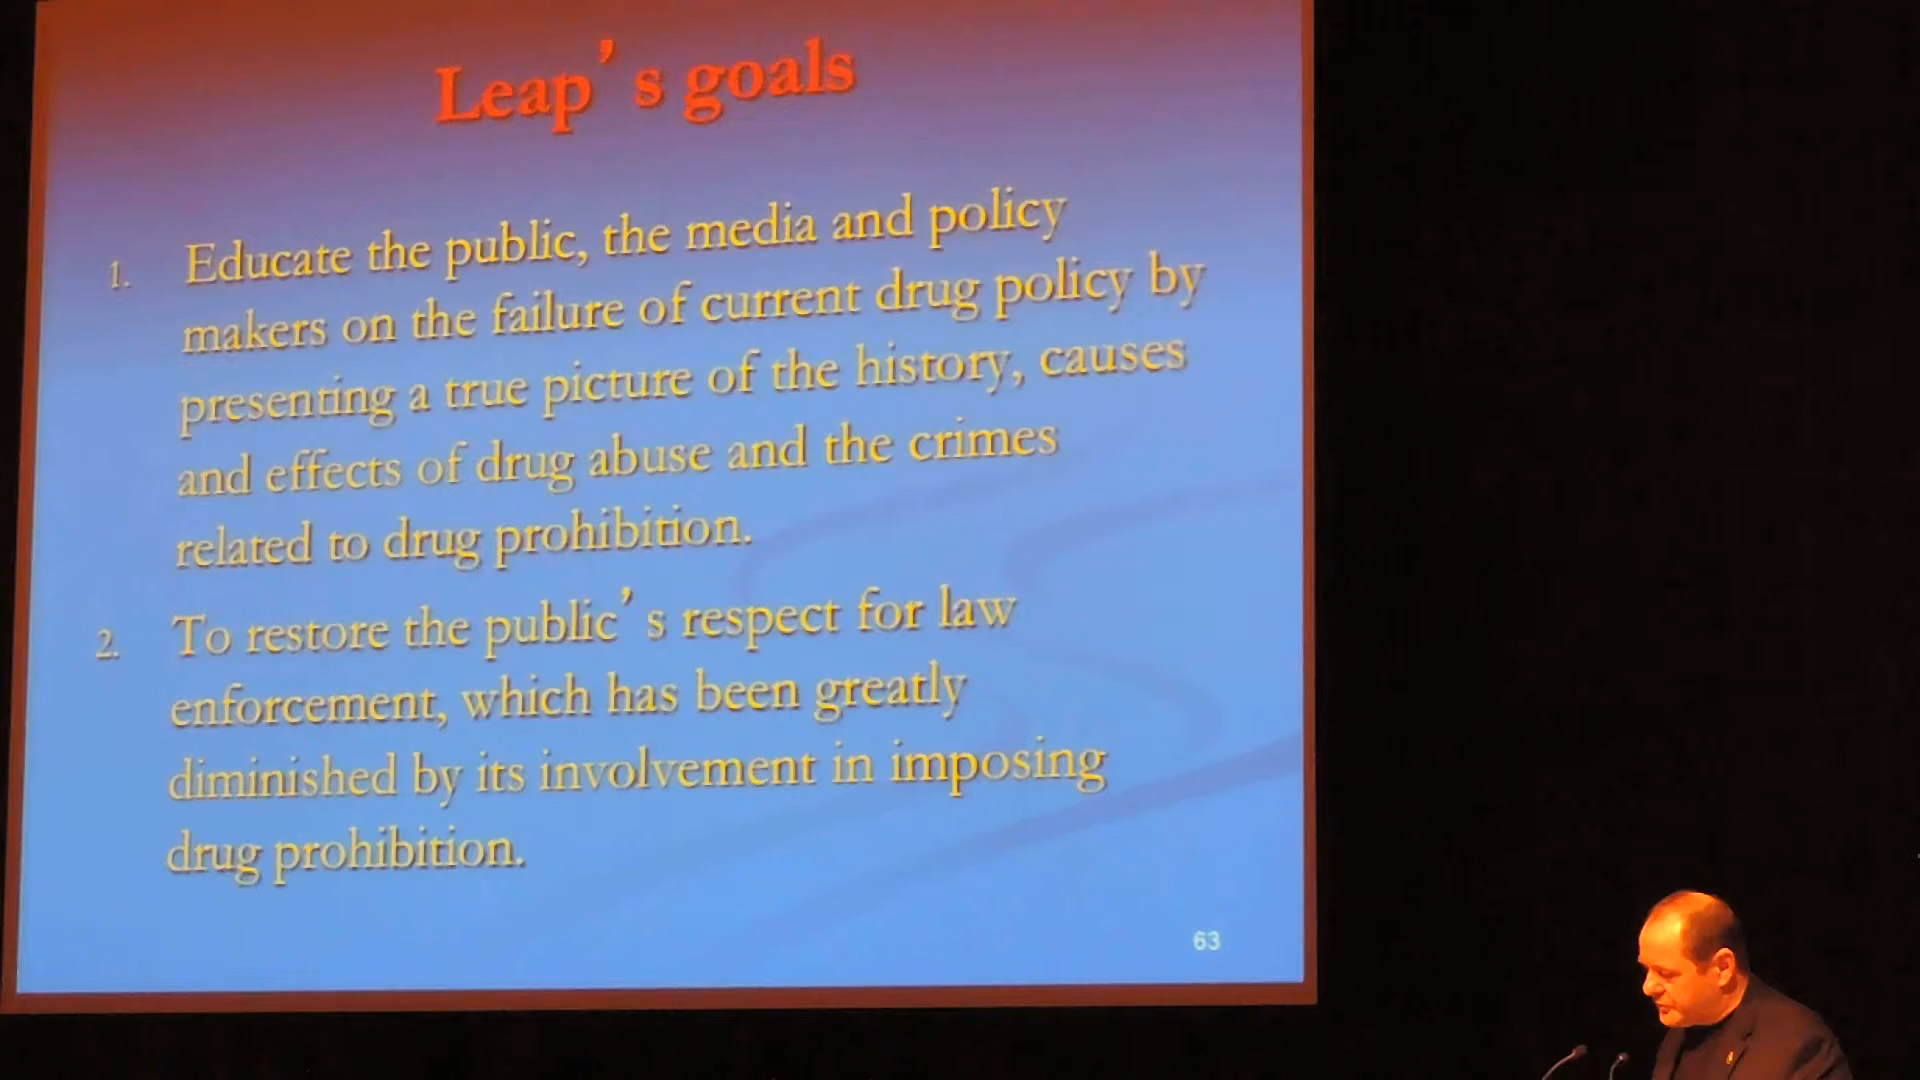 Leap's goals
1. Educate the public, the media and policy
makers on the failure of current drug policy by
presenting a true picture of the history, causes
and effects of drug abuse and the crimes
related to drug prohibition.
2. To restore the public's respect for law
enforcement, which has been greatly
diminished by its involvement in imposing
drug prohibition.
63